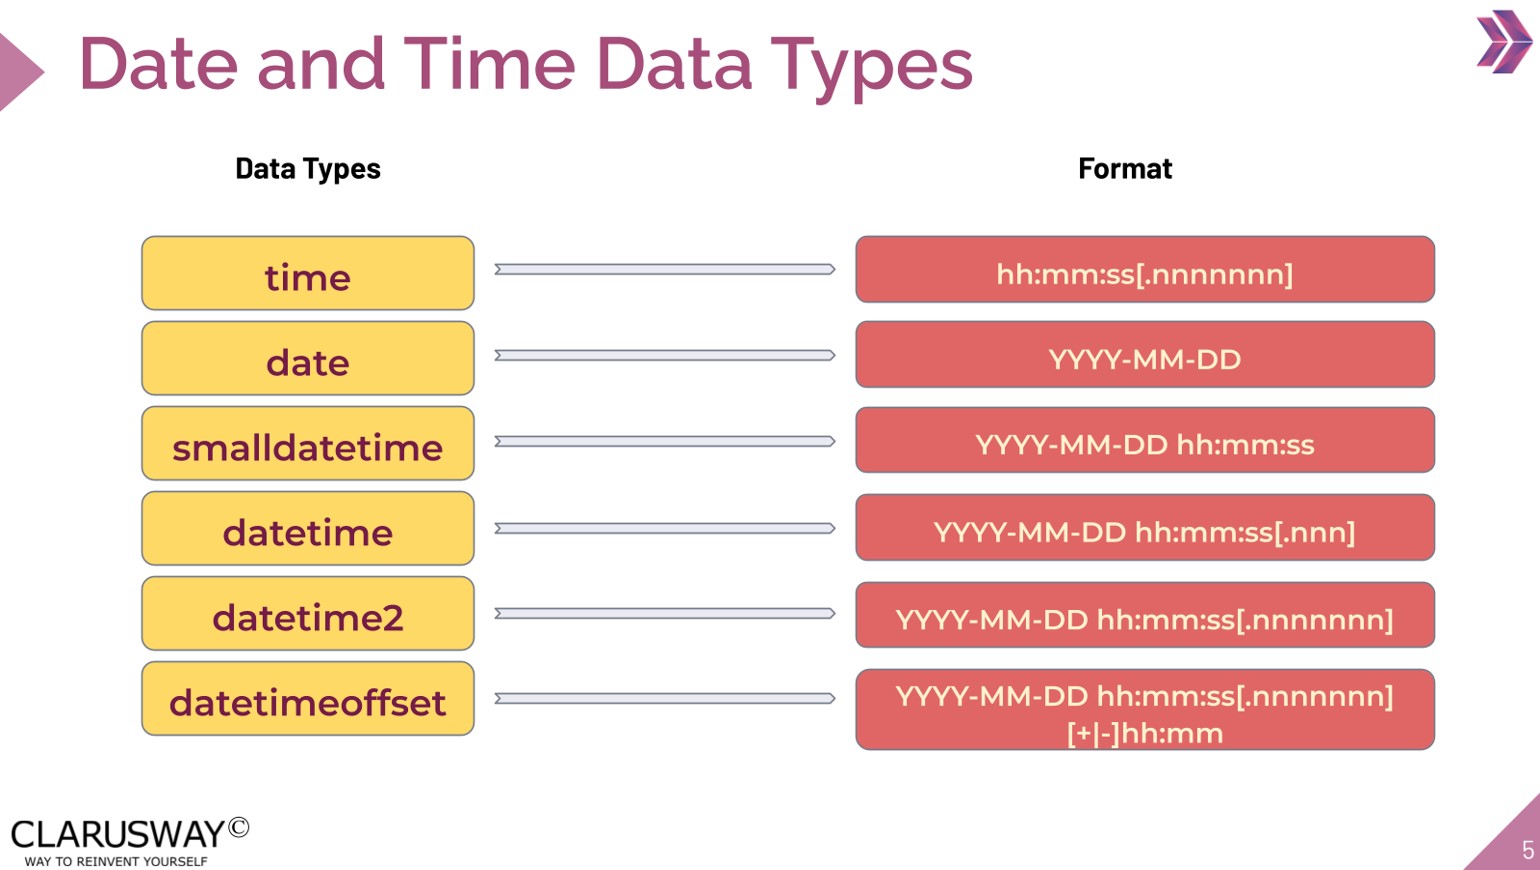 Date and Time Data Types
Data Types
Format
time
hh:mm:ss[.nnnnnnn]
date
YYYY-MM-DD
smalldatetime
YYYY-MM-DD hh:mm:ss
datetime
YYYY-MM-DD hh:mm:ss[.nnn]
datetime2
YYYY-MM-DD hh:mm:ss[.nnnnnnn]
datetimeoffset
YYYY-MM-DD hh:mm:ss[.nnnnnnn]
[+|-]hh:mm
CLARUSWAY©
WAY TO REINVENT YOURSELF
5